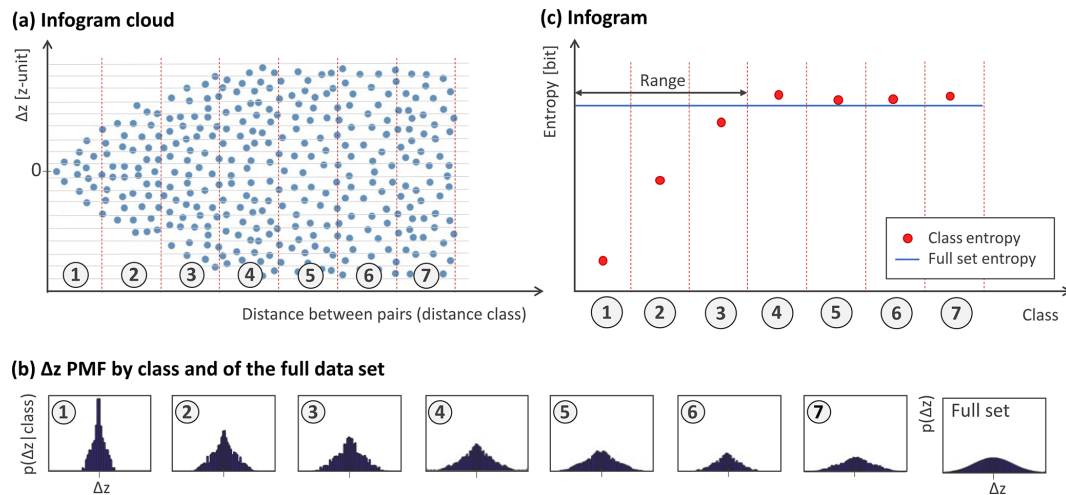 (a) Infogram cloud
Δz [z-unit]
0
1 2 3 4 5 6 7
Distance between pairs (distance class)
(c) Infogram
Entropy [bit]
Range
Class entropy
Full set entropy
1 2 3 4 5 6 7
Class
(b) Δz PMF by class and of the full data set
p(Δz|class)
1 2 3 4 5 6 7
Δz
p(Δz)
Full set
Δz